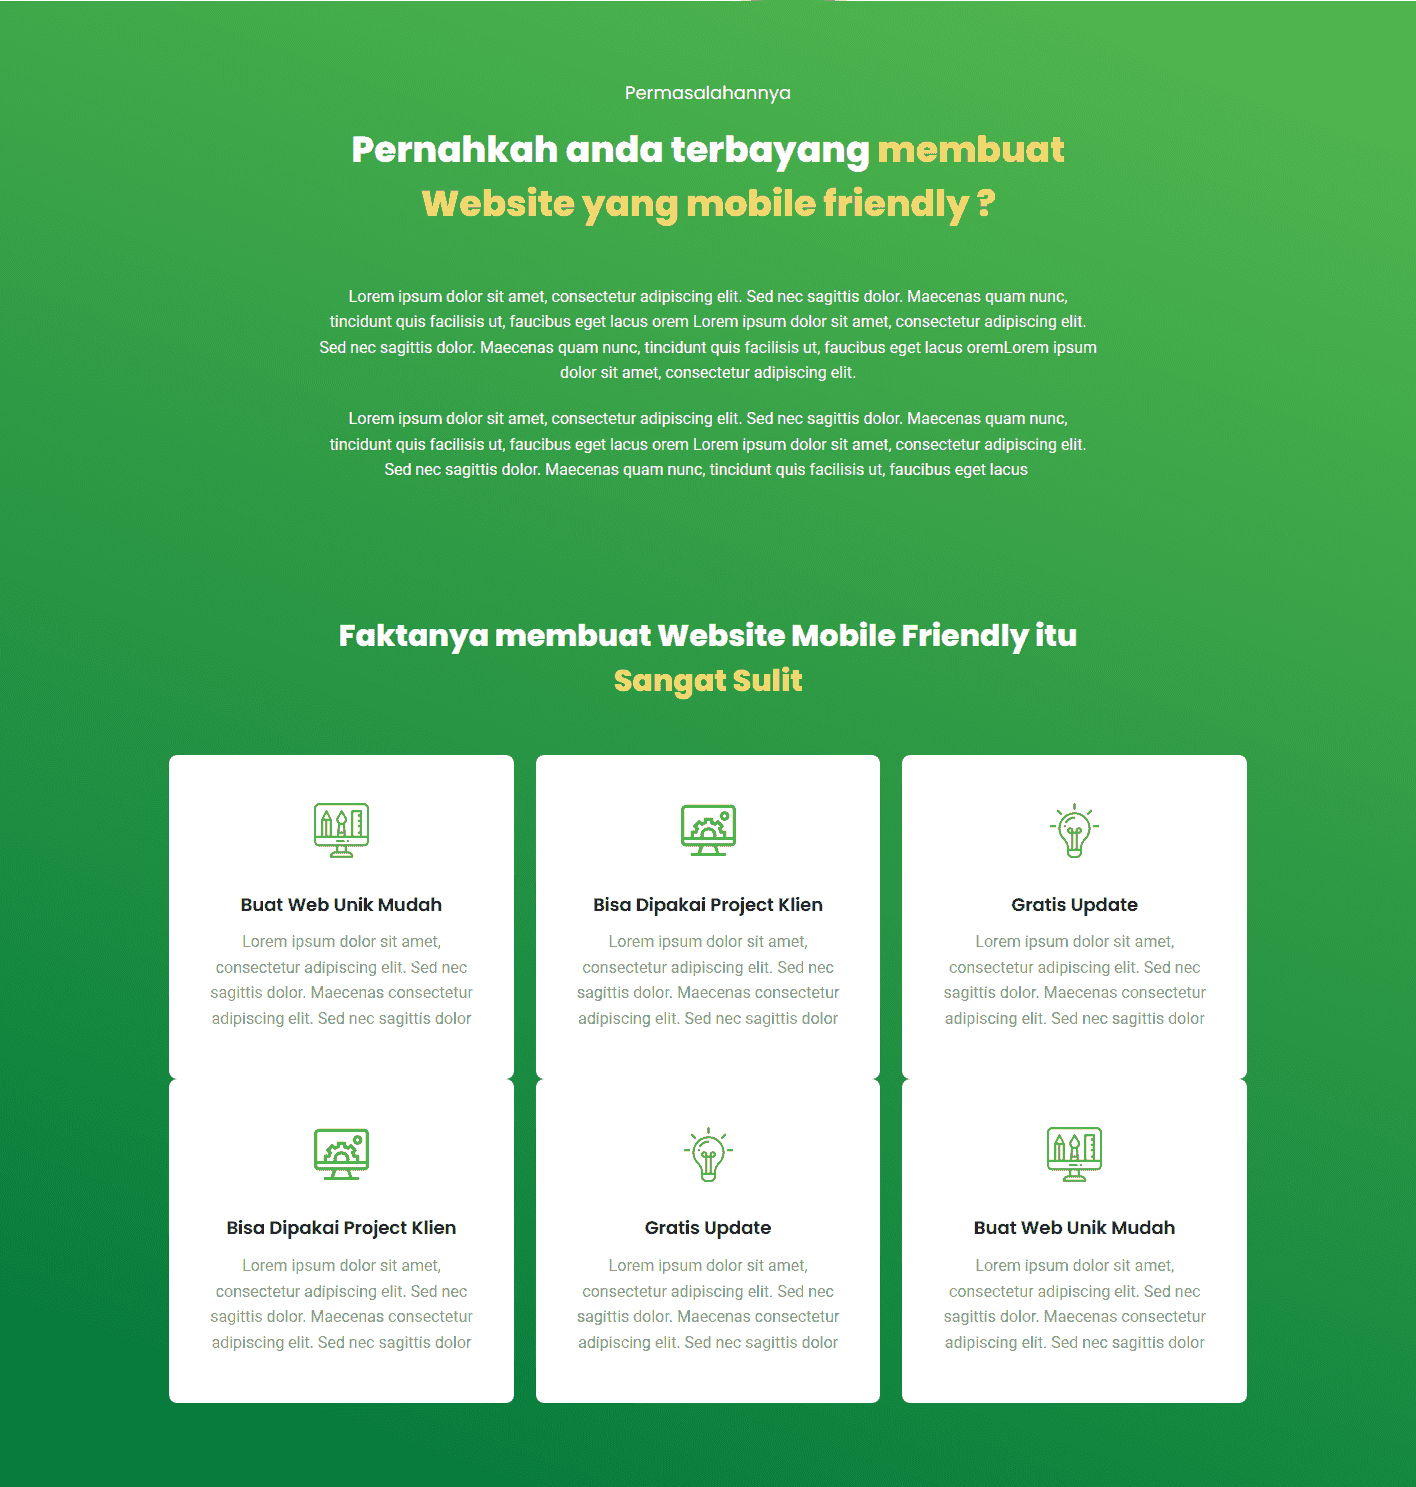 Permasalahannya
Pernahkah anda terbayang membuat
Website yang mobile friendly ?
Lorem ipsum dolor sit amet, consectetur adipiscing elit. Sed nec sagittis dolor. Maecenas quam nunc,
tincidunt quis facilisis ut, faucibus eget lacus orem Lorem ipsum dolor sit amet, consectetur adipiscing elit.
Sed nec sagittis dolor. Maecenas quam nunc, tincidunt quis facilisis ut, faucibus eget lacus oremLorem ipsum
dolor sit amet, consectetur adipiscing elit.
Lorem ipsum dolor sit amet, consectetur adipiscing elit. Sed nec sagittis dolor. Maecenas quam nunc,
tincidunt quis facilisis ut, faucibus eget lacus orem Lorem ipsum dolor sit amet, consectetur adipiscing elit.
Sed nec sagittis dolor. Maecenas quam nunc, tincidunt quis facilisis ut, faucibus eget lacus
Faktanya membuat Website Mobile Friendly itu
Sangat Sulit
Buat Web Unik Mudah
Lorem ipsum dolor sit amet,
consectetur adipiscing elit. Sed nec
sagittis dolor. Maecenas consectetur
adipiscing elit. Sed nec sagittis dolor
Bisa Dipakai Project Klien
Lorem ipsum dolor sit amet,
consectetur adipiscing elit. Sed nec
sagittis dolor. Maecenas consectetur
adipiscing elit. Sed nec sagittis dolor
Gratis Update
Lorem ipsum dolor sit amet,
consectetur adipiscing elit. Sed nec
sagittis dolor. Maecenas consectetur
adipiscing elit. Sed nec sagittis dolor
Bisa Dipakai Project Klien
Lorem ipsum dolor sit amet,
consectetur adipiscing elit. Sed nec
sagittis dolor. Maecenas consectetur
adipiscing elit. Sed nec sagittis dolor
Gratis Update
Lorem ipsum dolor sit amet,
consectetur adipiscing elit. Sed nec
sagittis dolor. Maecenas consectetur
adipiscing elit. Sed nec sagittis dolor
Buat Web Unik Mudah
Lorem ipsum dolor sit amet,
consectetur adipiscing elit. Sed nec
sagittis dolor. Maecenas consectetur
adipiscing elit. Sed nec sagittis dolor